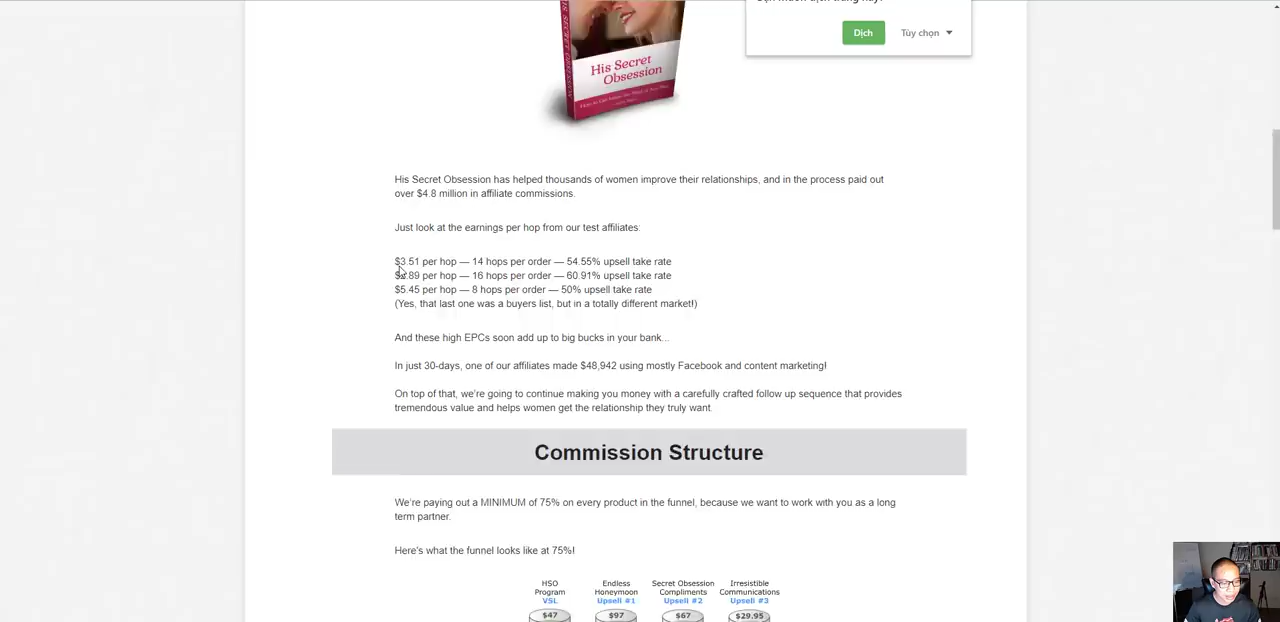 Dịch
Tùy chọn
HIS SECRET OBSESSION
His Secret
Obsession
His Secret Obsession has helped thousands of women improve their relationships, and in the process paid out
over $4.8 million in affiliate commissions.
Just look at the earnings per hop from our test affiliates:
$3.51 per hop — 14 hops per order — 54.55% upsell take rate
.89 per hop — 16 hops per order — 60.91% upsell take rate
$5.45 per hop — 8 hops per order — 50% upsell take rate
(Yes, that last one was a buyers list, but in a totally different market!)
And these high EPCs soon add up to big bucks in your bank...
In just 30-days, one of our affiliates made $48,942 using mostly Facebook and content marketing!
On top of that, we're going to continue making you money with a carefully crafted follow up sequence that provides
tremendous value and helps women get the relationship they truly want.
Commission Structure
We're paying out a MINIMUM of 75% on every product in the funnel, because we want to work with you as a long
term partner.
Here's what the funnel looks like at 75%!
HSO Endless Secret Obsession Irresistible
Program Honeymoon Compliments Communications
VSL Upsell #1 Upsell #2 Upsell #3
$47 $97 $67 $29.95